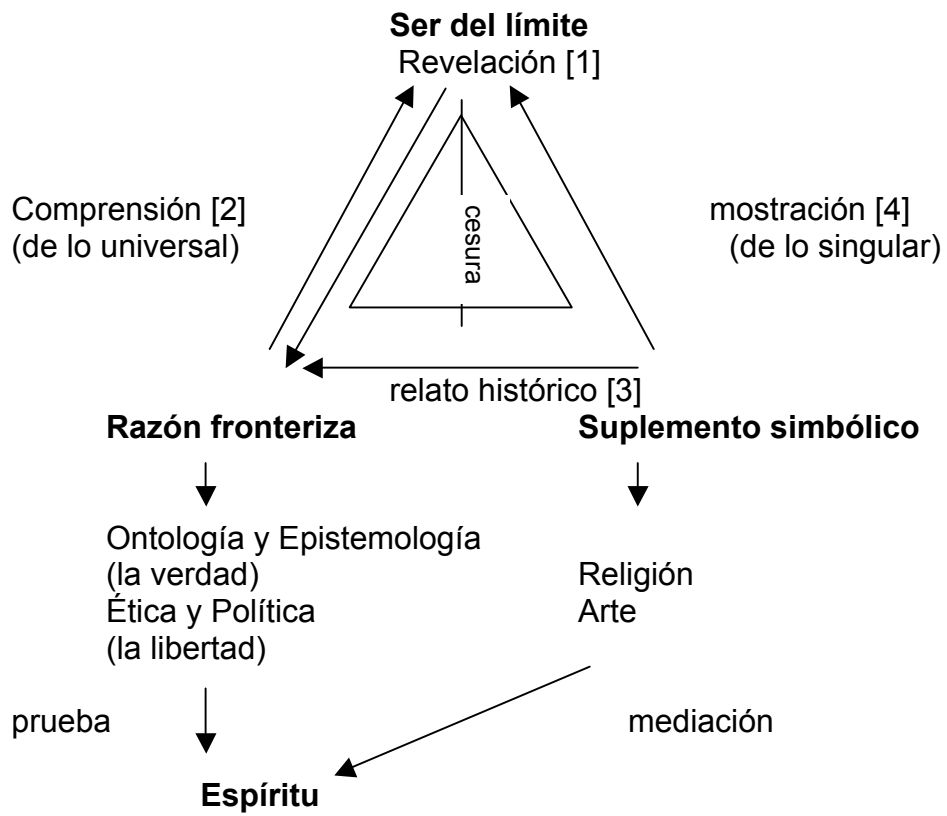 Ser del límite
Revelación [1]
Comprensión [2]
(de lo universal)
cesura
mostración [4]
(de lo singular)
relato histórico [3]
Razón fronteriza
Suplemento simbólico
Ontología y Epistemología
(la verdad)
Ética y Política
(la libertad)
Religión
Arte
prueba
mediación
Espíritu